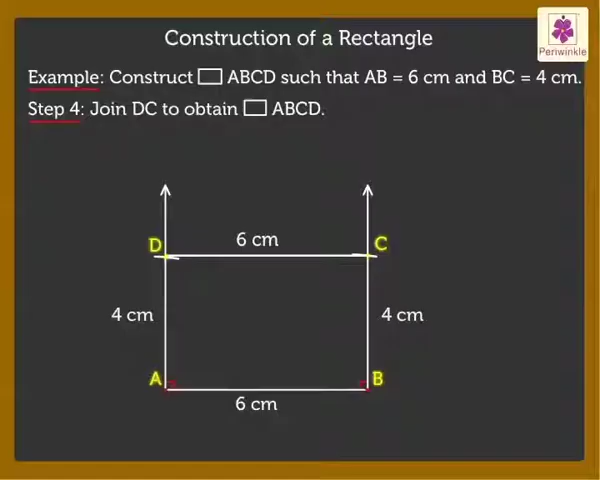 Construction of a Rectangle
Periwinkle
Example: Construct ▭ ABCD such that AB = 6 cm and BC = 4 cm.
Step 4: Join DC to obtain ▭ ABCD.
D
6 cm
C
4 cm
4 cm
A
B
6 cm